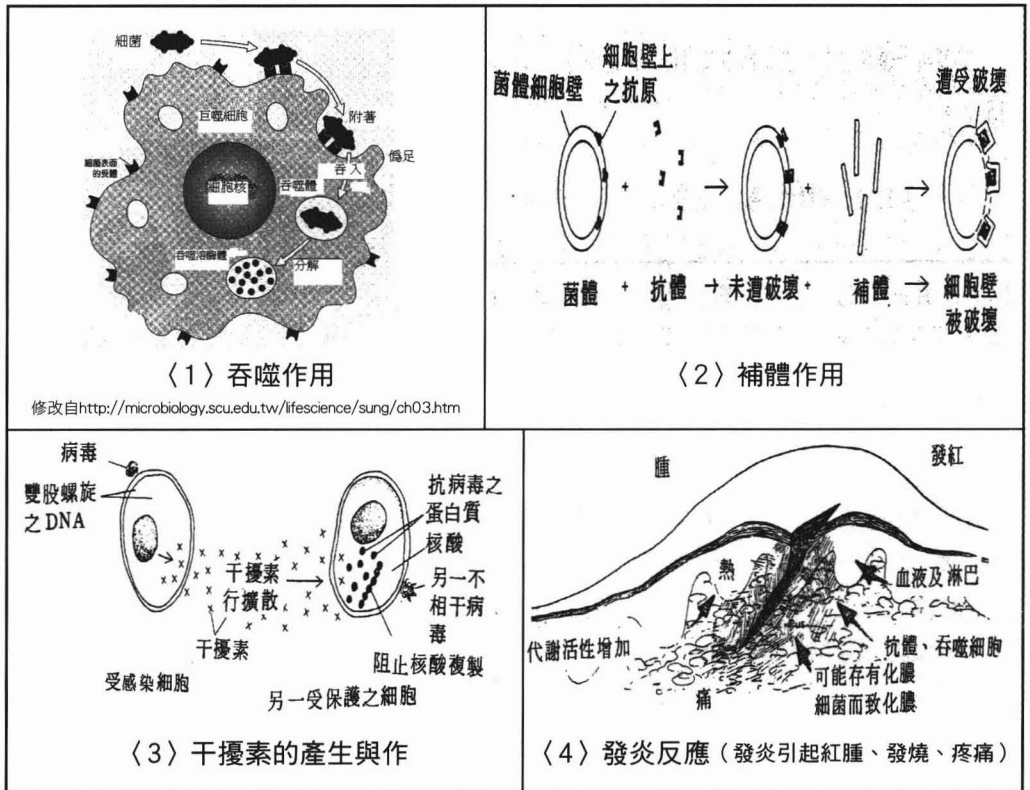 細菌
巨噬細胞
附著
偽足
吞入
細菌表面
的受體
細胞核
吞噬體
吞噬溶酶體
分解
〈1〉吞噬作用
修改自http://microbiology.scu.edu.tw/lifescience/sung/ch03.htm
菌體細胞壁
細胞壁上
之抗原
遭受破壞
+ → + →
菌體 + 抗體 → 未遭破壞 + 補體 → 細胞壁
被破壞
〈2〉補體作用
病毒
雙股螺旋
之DNA
干擾素
行擴散
干擾素
受感染細胞
抗病毒之
蛋白質
核酸
另一不
相干病
毒
阻止核酸複製
另一受保護之細胞
〈3〉干擾素的產生與作
腫
發紅
熱
血液及淋巴
代謝活性增加
抗體、吞噬細胞
可能存有化膿
細菌而致化膿
痛
〈4〉發炎反應（發炎引起紅腫、發燒、疼痛）